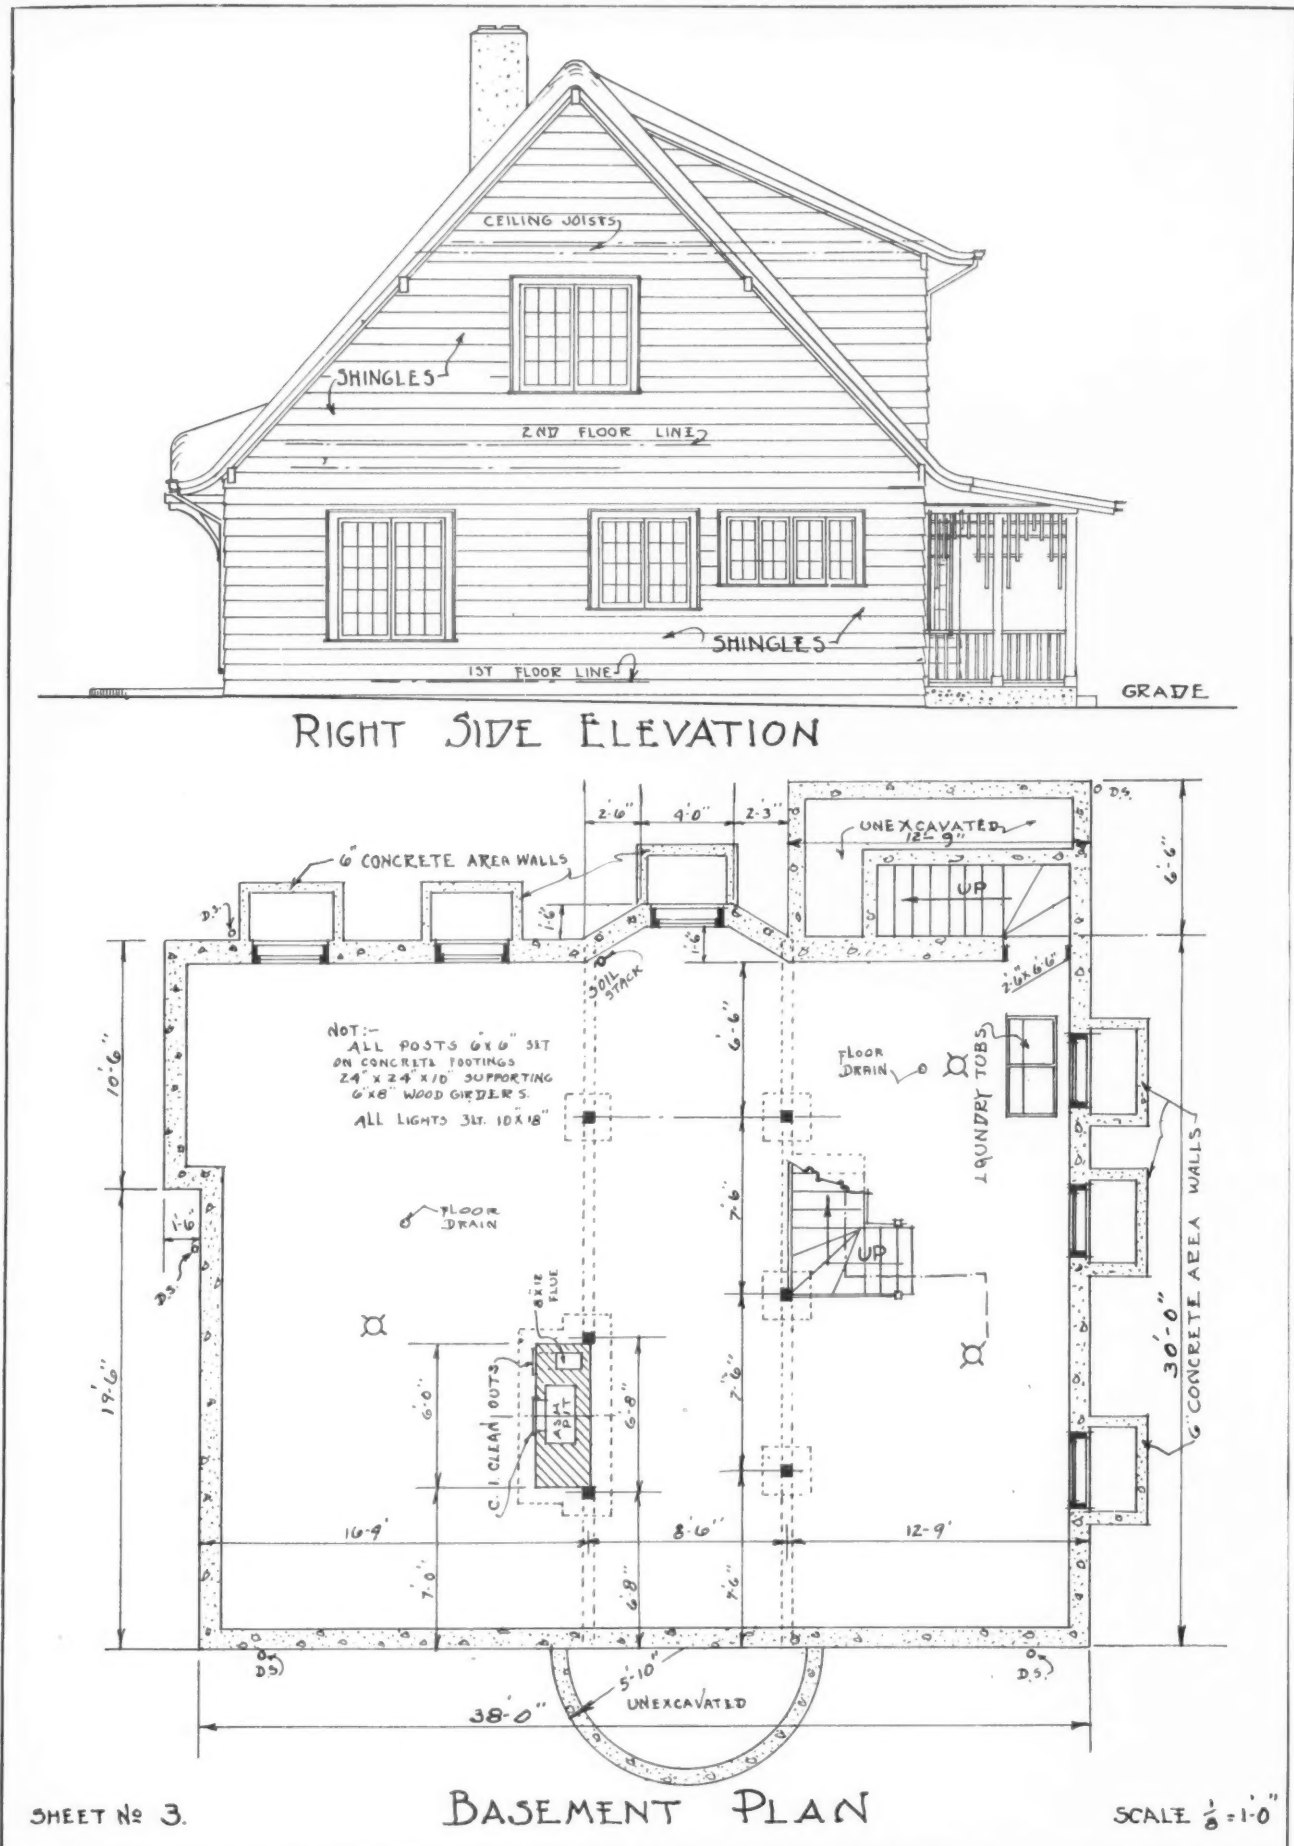 CEILING JOISTS
SHINGLES
2ND FLOOR LINE
SHINGLES
1ST FLOOR LINE
GRADE
RIGHT SIDE ELEVATION
2'-6"
4'-0"
2'-3"
D.S.
UNEXCAVATED
12'-9"
6'-6"
6" CONCRETE AREA WALLS
UP
D.S.
1'-6"
1'-6"
SOIL
STACK
2'-6"x6'-6"
NOT:-
ALL POSTS 6"x6" SET
ON CONCRETE FOOTINGS
24"x24"x10" SUPPORTING
6"x8" WOOD GIRDERS.
ALL LIGHTS 3LT. 10"x18"
10'-6"
6'-6"
FLOOR
DRAIN
LAUNDRY TUBS
7'-6"
FLOOR
DRAIN
1'-6"
D.S.
UP
8x12
FLUE
6" CONCRETE AREA WALLS
30'-0"
19'-6"
6'-0"
C.I. CLEAN OUTS
ASH
PIT
6'-8"
7'-6"
16'-9"
8'-6"
12'-9"
7'-0"
6'-8"
D.S.
5'-10"
UNEXCAVATED
D.S.
38'-0"
SHEET No 3.
BASEMENT PLAN
SCALE 1/8=1'-0"